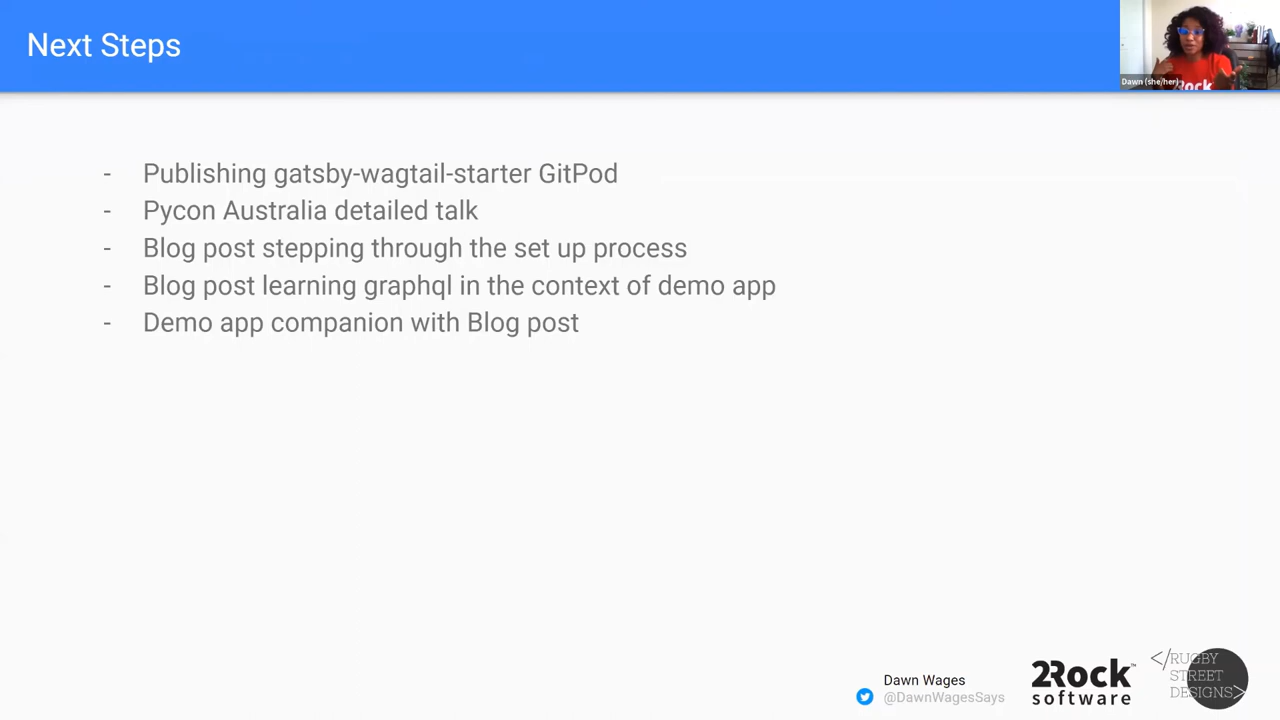 Next Steps
Dawn (she/her)
2Rock
- Publishing gatsby-wagtail-starter GitPod
- Pycon Australia detailed talk
- Blog post stepping through the set up process
- Blog post learning graphql in the context of demo app
- Demo app companion with Blog post
Dawn Wages
@DawnWagesSays
2Rock™
software
</RUGBY
STREET
DESIGNS>